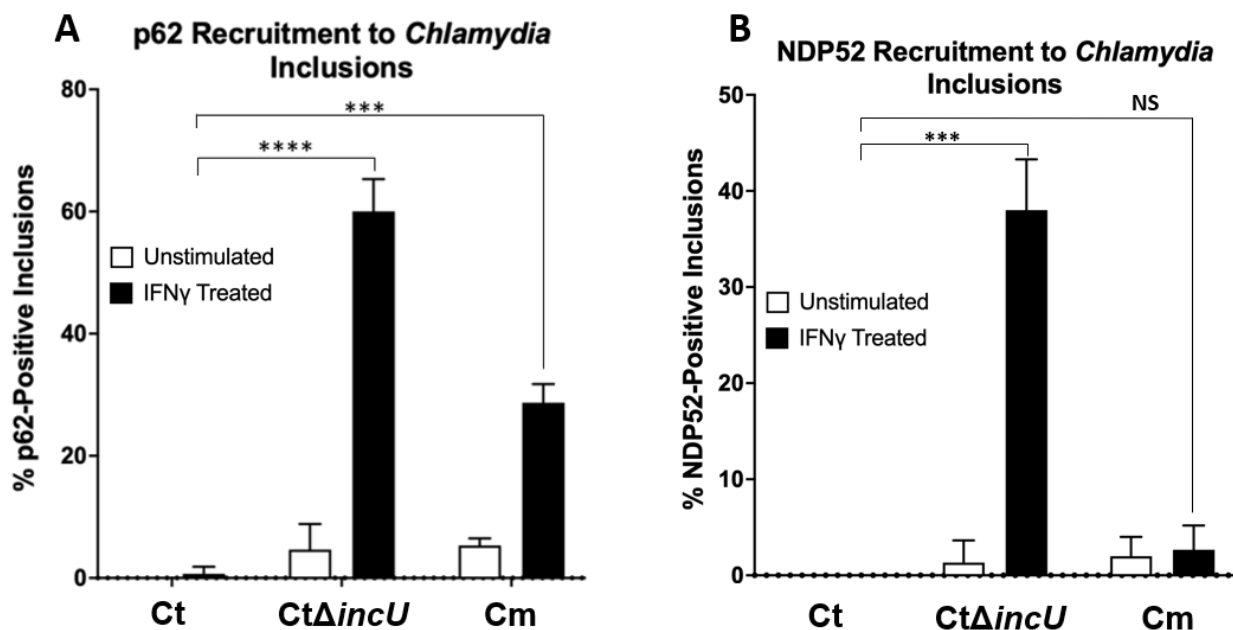 A
p62 Recruitment to Chlamydia
Inclusions
% p62-Positive Inclusions
80
60
40
20
0
***
****
Unstimulated
IFNγ Treated
Ct
CtΔincU
Cm
B
NDP52 Recruitment to Chlamydia
Inclusions
% NDP52-Positive Inclusions
50
40
30
20
10
0
NS
***
Unstimulated
IFNγ Treated
Ct
CtΔincU
Cm